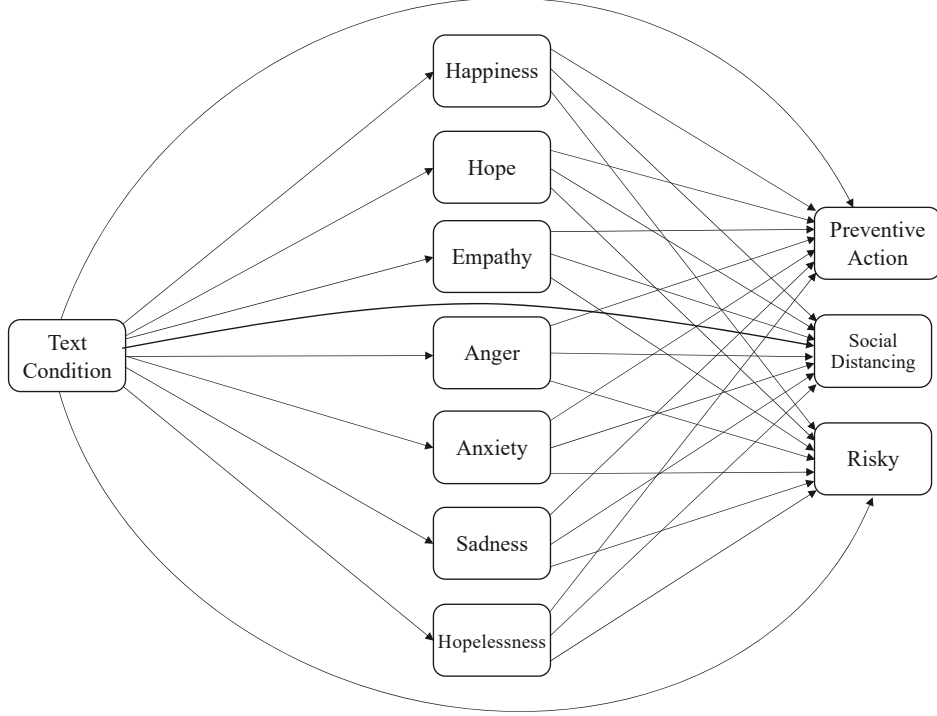 Happiness
Hope
Empathy
Anger
Anxiety
Sadness
Hopelessness
Text
Condition
Preventive
Action
Social
Distancing
Risky